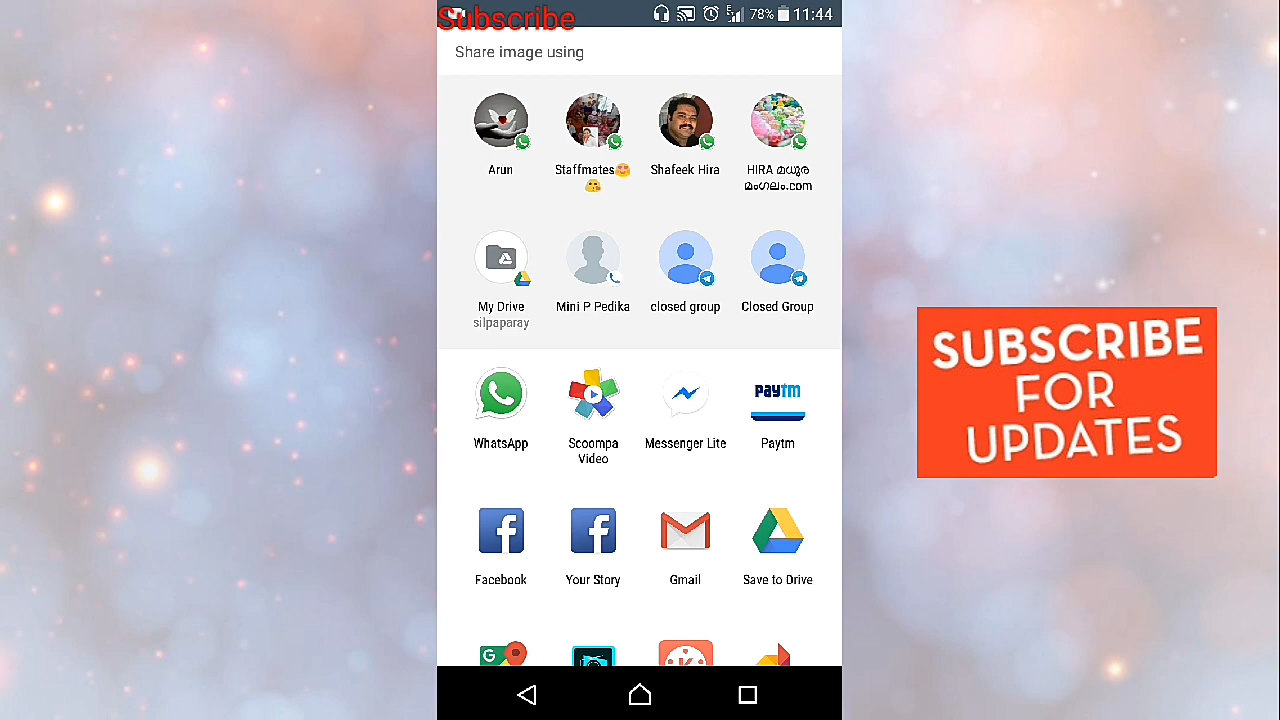 Subscribe
78% 11:44
Share image using
Arun
Staffmates😍
😘
Shafeek Hira
HIRA മധുര
മംഗലം.com
My Drive
silpaparay
Mini P Pedika
closed group
Closed Group
WhatsApp
Scoompa
Video
Messenger Lite
Paytm
Paytm
Facebook
Your Story
Gmail
Save to Drive
G
K
SUBSCRIBE
FOR
UPDATES